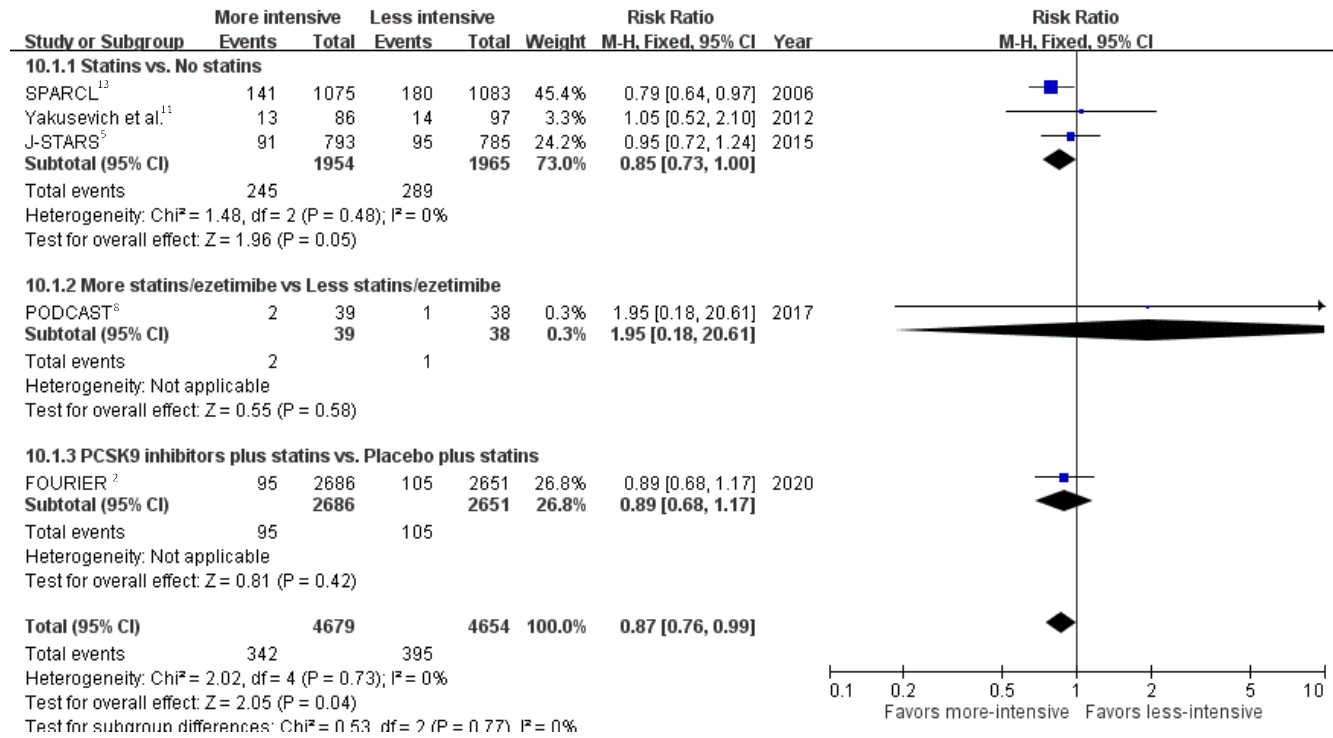 More intensive Less intensive Risk Ratio Risk Ratio
Study or Subgroup Events Total Events Total Weight M-H, Fixed, 95% CI Year M-H, Fixed, 95% CI
10.1.1 Statins vs. No statins
SPARCL13 141 1075 180 1083 45.4% 0.79 [0.64, 0.97] 2006
Yakusevich et al.11 13 86 14 97 3.3% 1.05 [0.52, 2.10] 2012
J-STARS5 91 793 95 785 24.2% 0.95 [0.72, 1.24] 2015
Subtotal (95% CI) 1954 1965 73.0% 0.85 [0.73, 1.00]
Total events 245 289
Heterogeneity: Chi² = 1.48, df = 2 (P = 0.48); I² = 0%
Test for overall effect: Z = 1.96 (P = 0.05)
10.1.2 More statins/ezetimibe vs Less statins/ezetimibe
PODCAST8 2 39 1 38 0.3% 1.95 [0.18, 20.61] 2017
Subtotal (95% CI) 39 38 0.3% 1.95 [0.18, 20.61]
Total events 2 1
Heterogeneity: Not applicable
Test for overall effect: Z = 0.55 (P = 0.58)
10.1.3 PCSK9 inhibitors plus statins vs. Placebo plus statins
FOURIER 2 95 2686 105 2651 26.8% 0.89 [0.68, 1.17] 2020
Subtotal (95% CI) 2686 2651 26.8% 0.89 [0.68, 1.17]
Total events 95 105
Heterogeneity: Not applicable
Test for overall effect: Z = 0.81 (P = 0.42)
Total (95% CI) 4679 4654 100.0% 0.87 [0.76, 0.99]
Total events 342 395
Heterogeneity: Chi² = 2.02, df = 4 (P = 0.73); I² = 0%
Test for overall effect: Z = 2.05 (P = 0.04)
Test for subgroup differences: Chi² = 0.53, df = 2 (P = 0.77), I² = 0%
0.1 0.2 0.5 1 2 5 10
Favors more-intensive Favors less-intensive